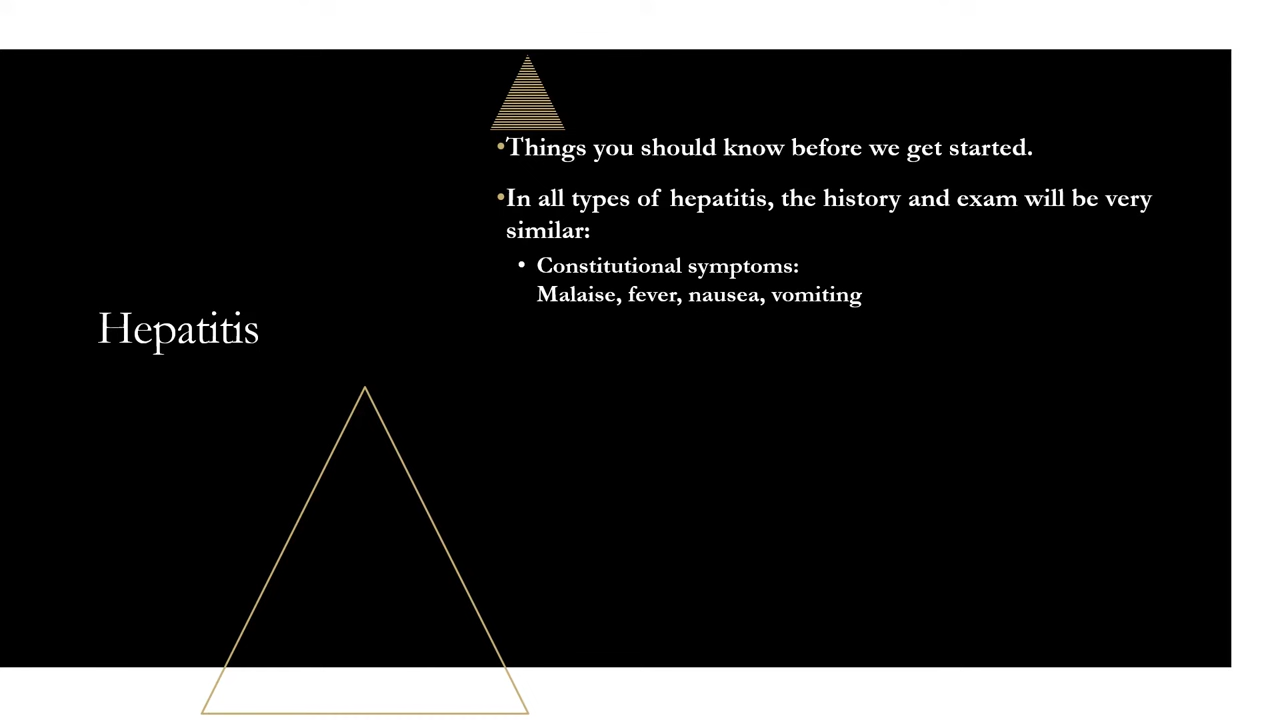 Hepatitis
•Things you should know before we get started.
•In all types of hepatitis, the history and exam will be very
similar:
• Constitutional symptoms:
Malaise, fever, nausea, vomiting